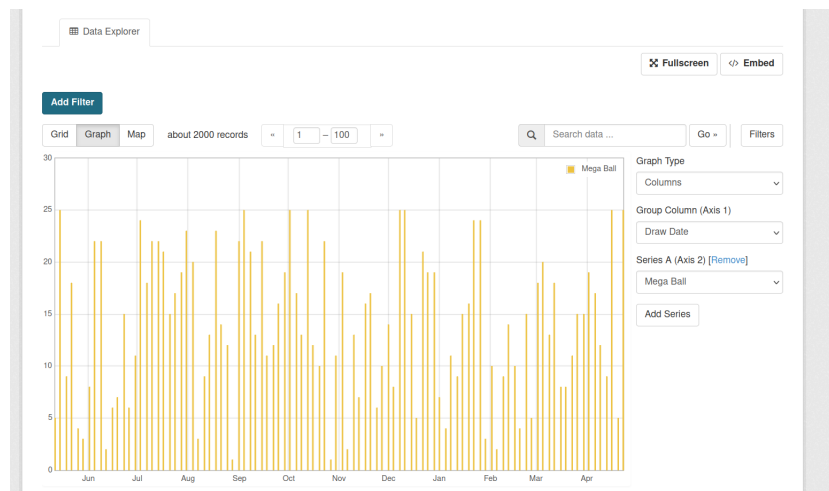 Data Explorer
Fullscreen
</> Embed
Add Filter
Grid Graph Map about 2000 records « 1 – 100 » Search data ... Go » Filters
30
25
20
15
10
5
0
Mega Ball
Jun Jul Aug Sep Oct Nov Dec Jan Feb Mar Apr
Graph Type
Columns
Group Column (Axis 1)
Draw Date
Series A (Axis 2) [Remove]
Mega Ball
Add Series